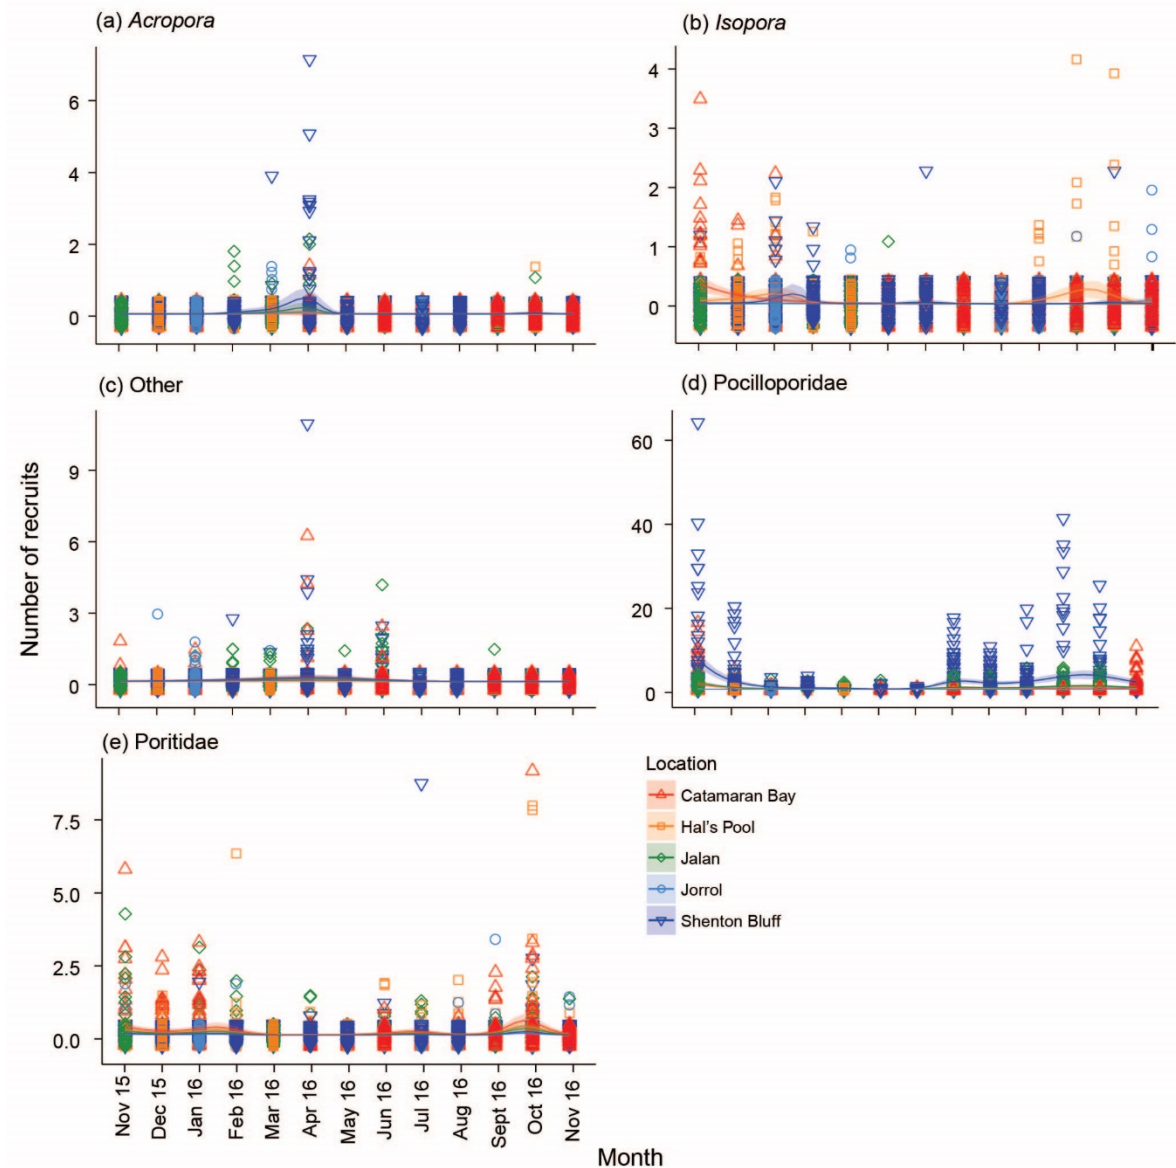 (a) Acropora
(b) Isopora
6
4
2
0
4
3
2
1
0
(c) Other
(d) Pocilloporidae
9
6
3
0
60
40
20
0
Number of recruits
(e) Poritidae
7.5
5.0
2.5
0.0
Location
Catamaran Bay
Hal's Pool
Jalan
Jorrol
Shenton Bluff
Nov 15
Dec 15
Jan 16
Feb 16
Mar 16
Apr 16
May 16
Jun 16
Jul 16
Aug 16
Sept 16
Oct 16
Nov 16
Month